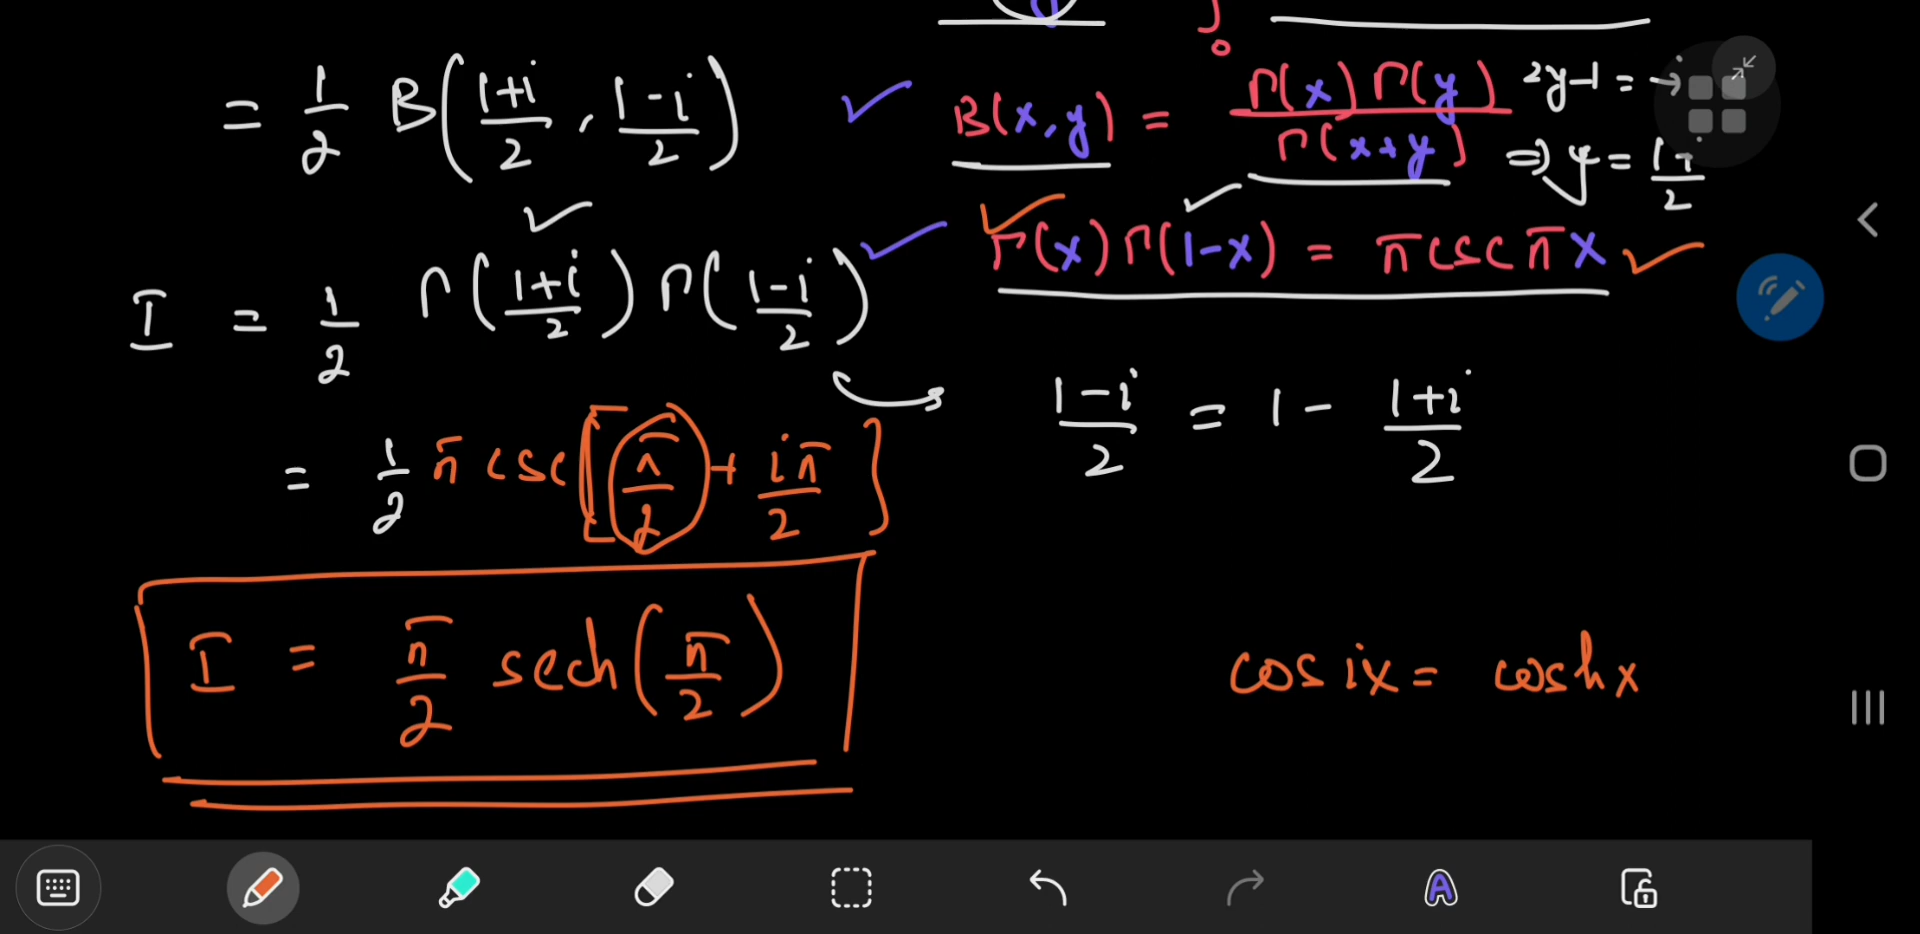 = 1/2 B((1+i)/2, (1-i)/2)
B(x,y) = Γ(x)Γ(y)/Γ(x+y)
2y-1 = -i
⇒ y = (1-i)/2
I = 1/2 Γ((1+i)/2) Γ((1-i)/2)
Γ(x)Γ(1-x) = π csc πx
(1-i)/2 = 1 - (1+i)/2
= 1/2 π csc[π/2 + iπ/2]
I = π/2 sech(π/2)
cos ix = cosh x
A